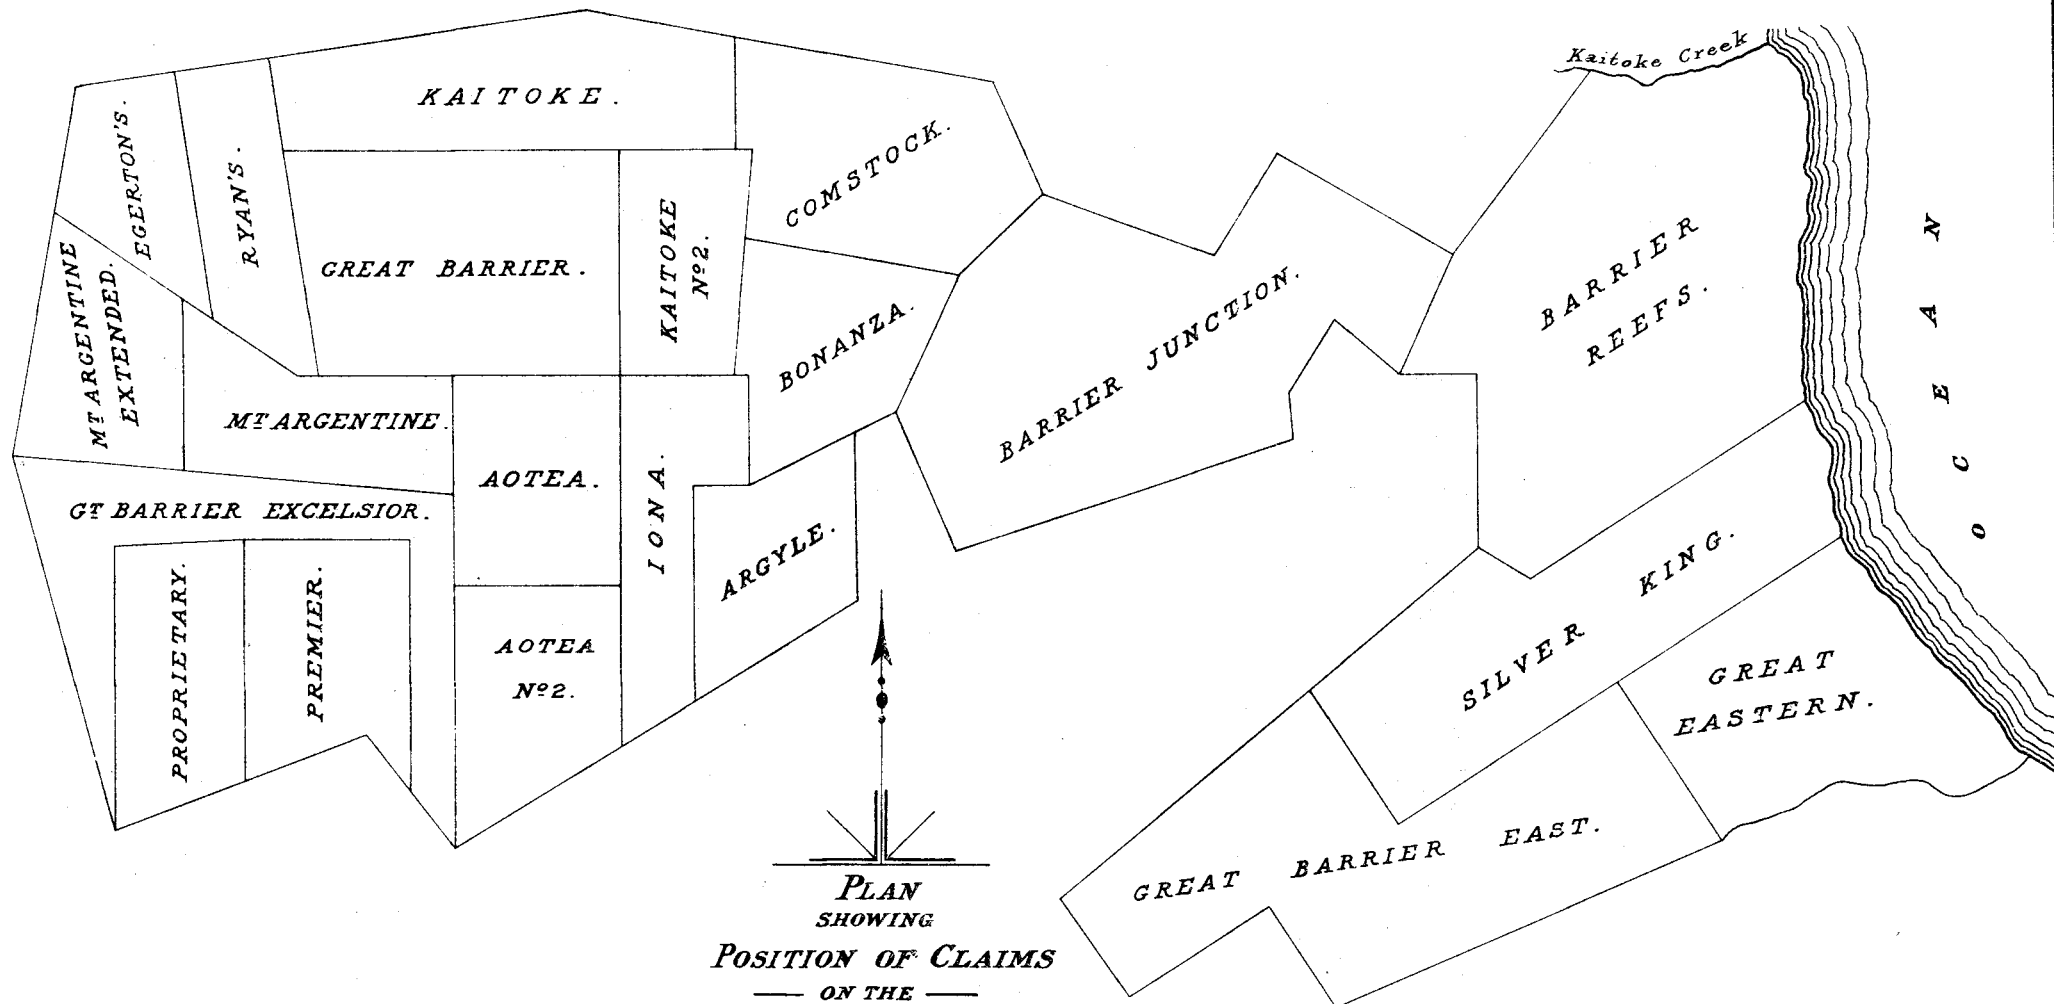 Kaitoke Creek
KAITOKE.
EGERTON'S.
RYAN'S.
COMSTOCK.
GREAT BARRIER.
KAITOKE
Nº2.
MT ARGENTINE
EXTENDED.
BONANZA.
BARRIER JUNCTION.
BARRIER
REEFS.
OCEAN
MT ARGENTINE.
AOTEA.
IONA.
GT BARRIER EXCELSIOR.
ARGYLE.
PROPRIETARY.
PREMIER.
AOTEA
Nº2.
SILVER KING.
GREAT
EASTERN.
GREAT BARRIER EAST.
PLAN
SHOWING
POSITION OF CLAIMS
ON THE